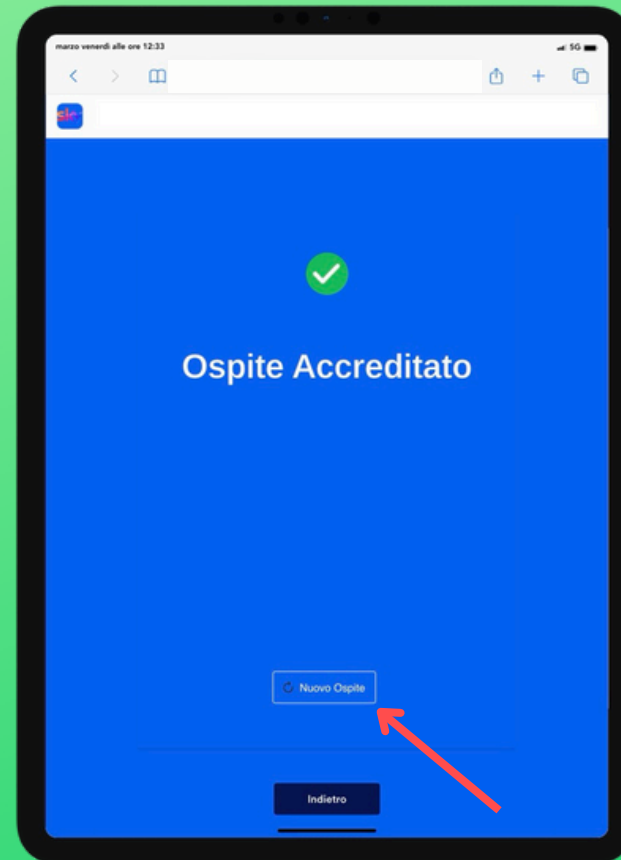 marzo venerdì alle ore 12:33
5G
Ospite Accreditato
Nuovo Ospite
Indietro